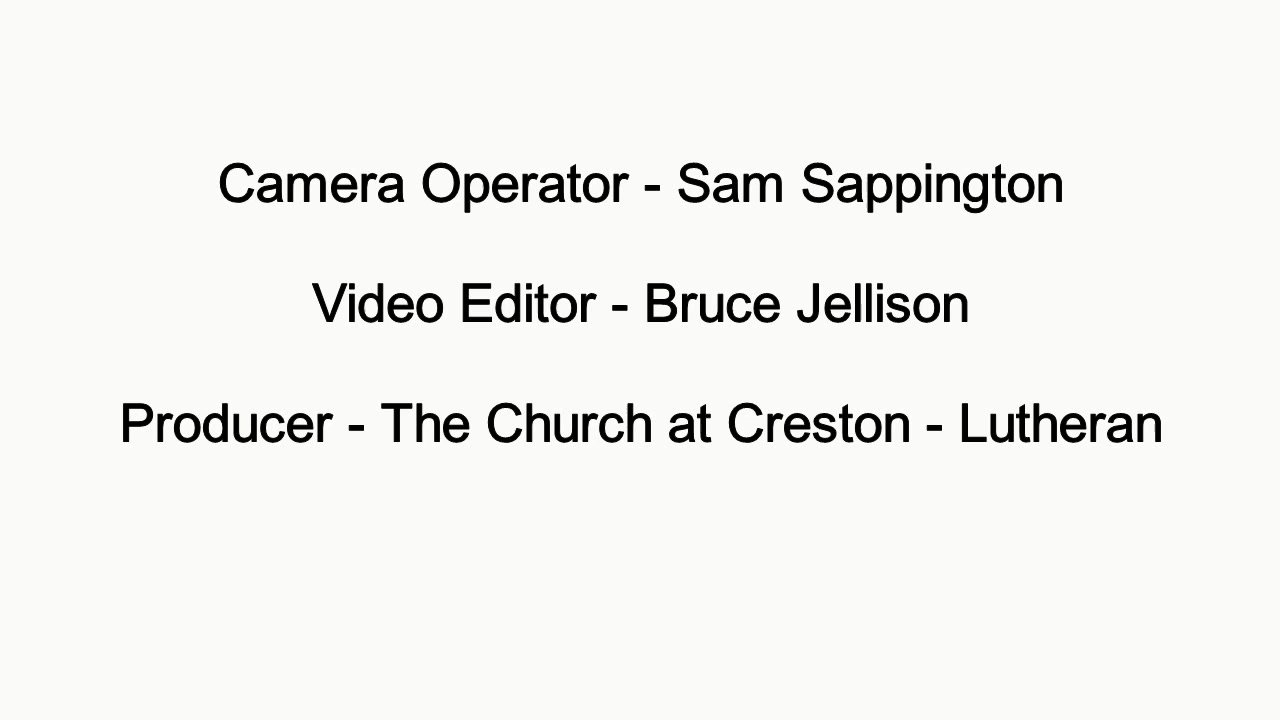 Camera Operator - Sam Sappington
Video Editor - Bruce Jellison
Producer - The Church at Creston - Lutheran